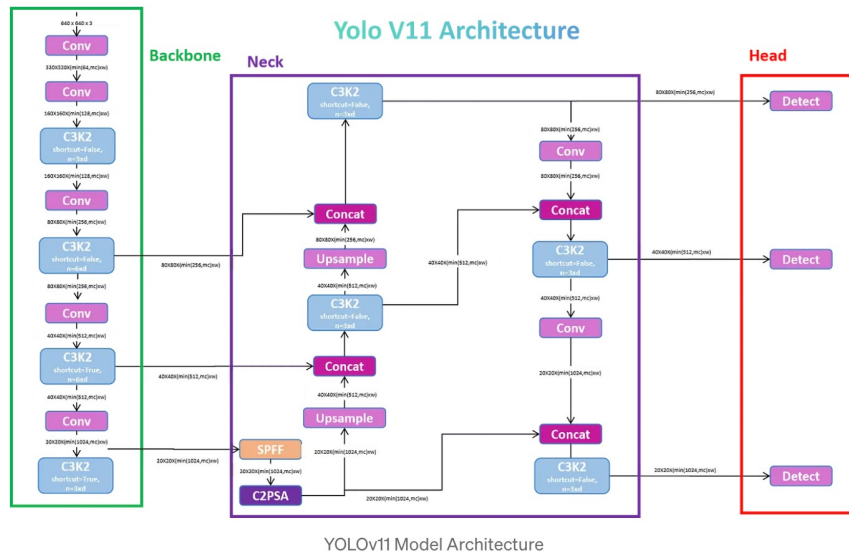 Yolo V11 Architecture
Backbone
640 x 640 x 3
Conv
320X320X(min(64,mc)xw)
Conv
160X160X(min(128,mc)xw)
C3K2
shortcut=False,
n=3xd
160X160X(min(128,mc)xw)
Conv
80X80X(min(256,mc)xw)
C3K2
shortcut=False,
n=6xd
80X80X(min(256,mc)xw)
Conv
40X40X(min(512,mc)xw)
C3K2
shortcut=True,
n=6xd
40X40X(min(512,mc)xw)
Conv
20X20X(min(1024,mc)xw)
C3K2
shortcut=True,
n=3xd
80X80X(min(256,mc)xw)
40X40X(min(512,mc)xw)
20X20X(min(1024,mc)xw)
Neck
C3K2
shortcut=False,
n=3xd
Concat
80X80X(min(256,mc)xw)
Upsample
40X40X(min(512,mc)xw)
C3K2
shortcut=False,
n=3xd
Concat
40X40X(min(512,mc)xw)
Upsample
20X20X(min(1024,mc)xw)
SPFF
20X20X(min(1024,mc)xw)
C2PSA
40X40X(min(512,mc)xw)
20X20X(min(1024,mc)xw)
80X80X(min(256,mc)xw)
Conv
80X80X(min(256,mc)xw)
Concat
C3K2
shortcut=False,
n=3xd
40X40X(min(512,mc)xw)
Conv
20X20X(min(1024,mc)xw)
Concat
C3K2
shortcut=False,
n=3xd
Head
80X80X(min(256,mc)xw)
Detect
40X40X(min(512,mc)xw)
Detect
20X20X(min(1024,mc)xw)
Detect
YOLOv11 Model Architecture